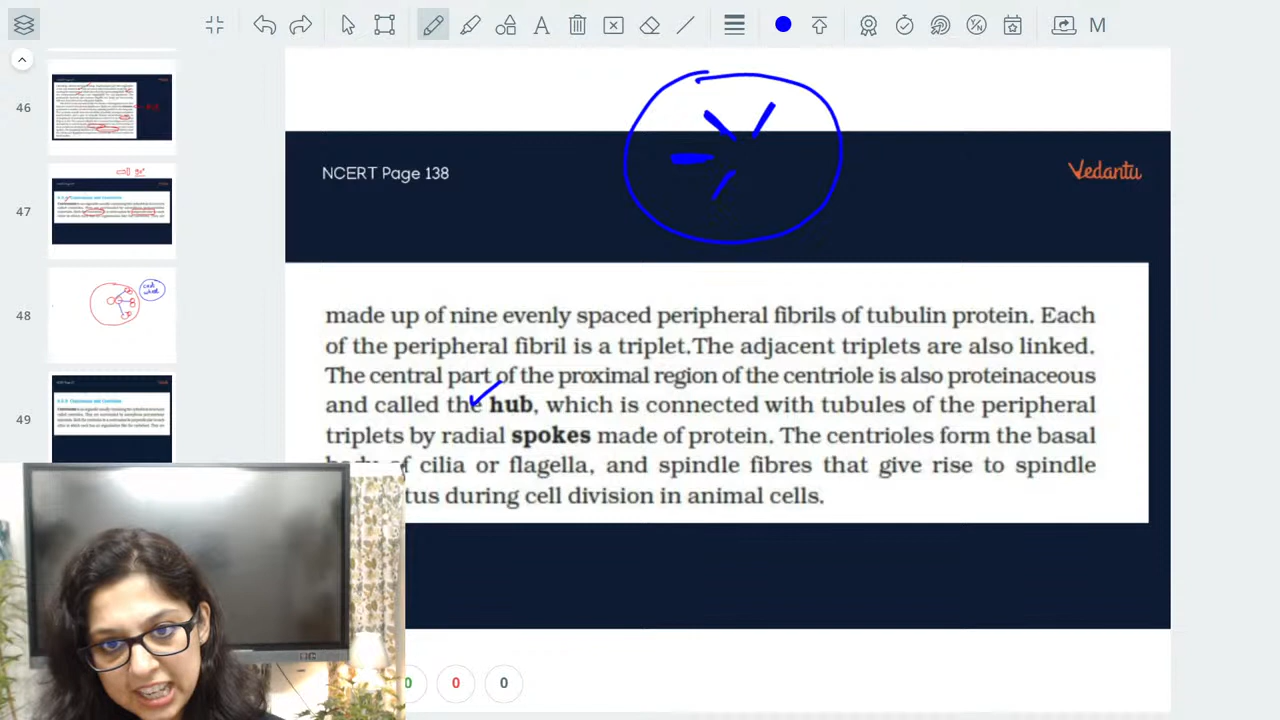 M
46
NCERT Page 138
Vedantu
47
48
cart
wheel
49
made up of nine evenly spaced peripheral fibrils of tubulin protein. Each
of the peripheral fibril is a triplet.The adjacent triplets are also linked.
The central part of the proximal region of the centriole is also proteinaceous
and called the hub, which is connected with tubules of the peripheral
triplets by radial spokes made of protein. The centrioles form the basal
of cilia or flagella, and spindle fibres that give rise to spindle
tus during cell division in animal cells.
0
0
0